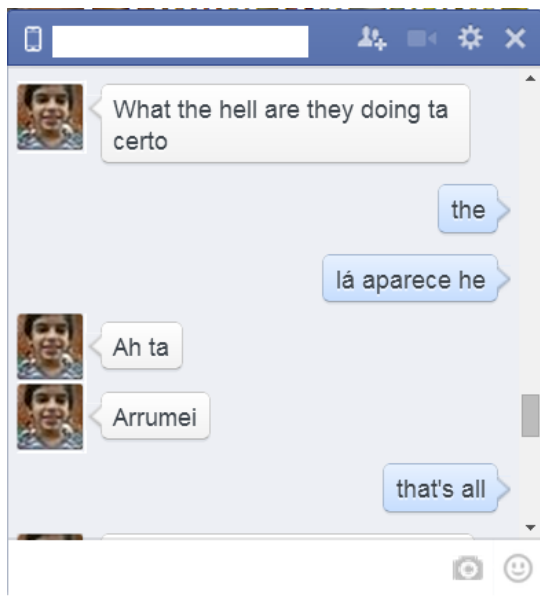 What the hell are they doing ta
certo
the
lá aparece he
Ah ta
Arrumei
that's all